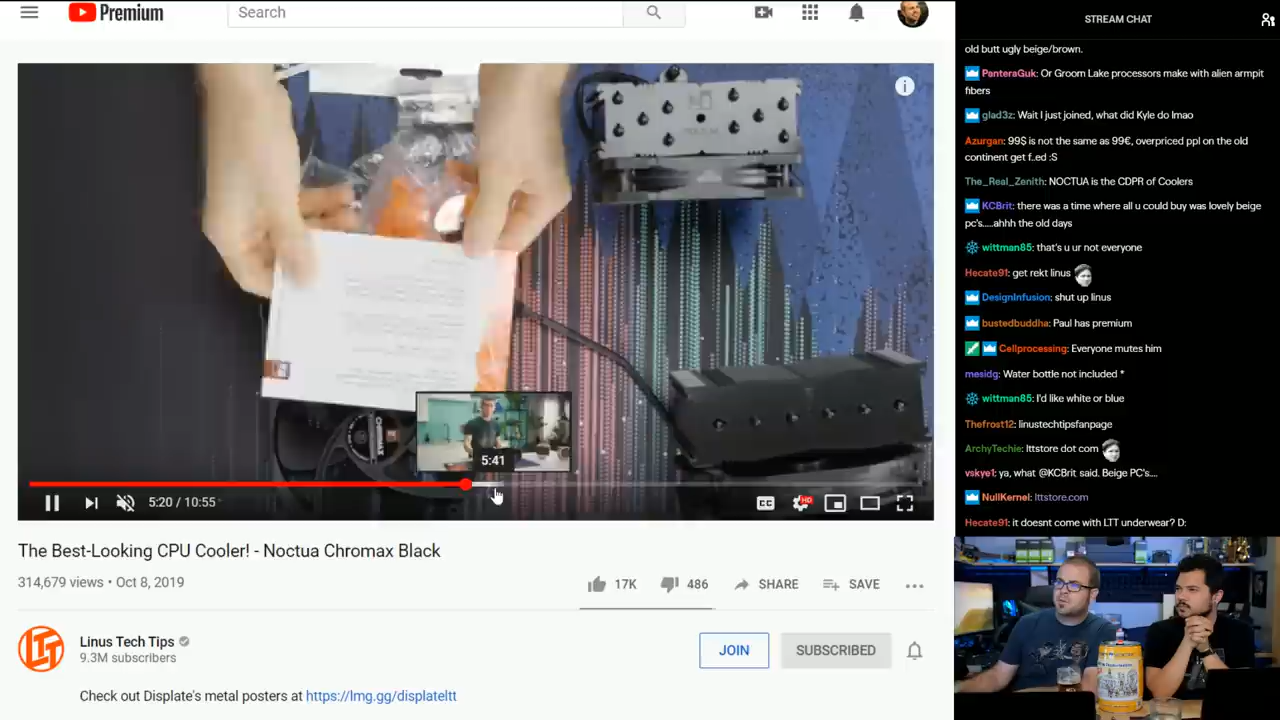 Premium
Search
5:41
5:20 / 10:55
CC
HD
The Best-Looking CPU Cooler! - Noctua Chromax Black
314,679 views • Oct 8, 2019
17K
486
SHARE
SAVE
LTT
Linus Tech Tips
9.3M subscribers
JOIN
SUBSCRIBED
Check out Displate's metal posters at https://lmg.gg/displateltt
STREAM CHAT
old butt ugly beige/brown.
PanteraGuk: Or Groom Lake processors make with alien armpit
fibers
glad3z: Wait I just joined, what did Kyle do lmao
Azurgan: 99$ is not the same as 99€, overpriced ppl on the old
continent get f..ed :S
The_Real_Zenith: NOCTUA is the CDPR of Coolers
KCBrit: there was a time where all u could buy was lovely beige
pc's.....ahhh the old days
wittman85: that's u ur not everyone
Hecate91: get rekt linus
DesignInfusion: shut up linus
bustedbuddha: Paul has premium
Cellprocessing: Everyone mutes him
mesidg: Water bottle not included *
wittman85: I'd like white or blue
Thefrost12: linustechtipsfanpage
ArchyTechie: lttstore dot com
vskye1: ya, what @KCBrit said. Beige PC's....
NullKernel: lttstore.com
Hecate91: it doesnt come with LTT underwear? D: